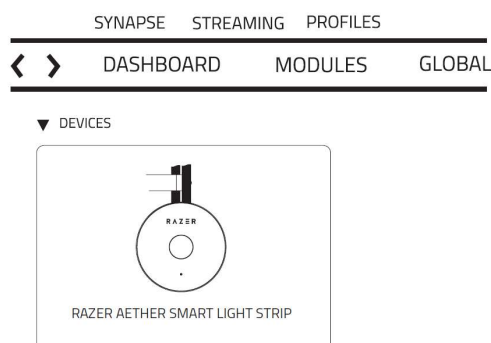 SYNAPSE STREAMING PROFILES
DASHBOARD MODULES GLOBAL
DEVICES
RAZER
RAZER AETHER SMART LIGHT STRIP